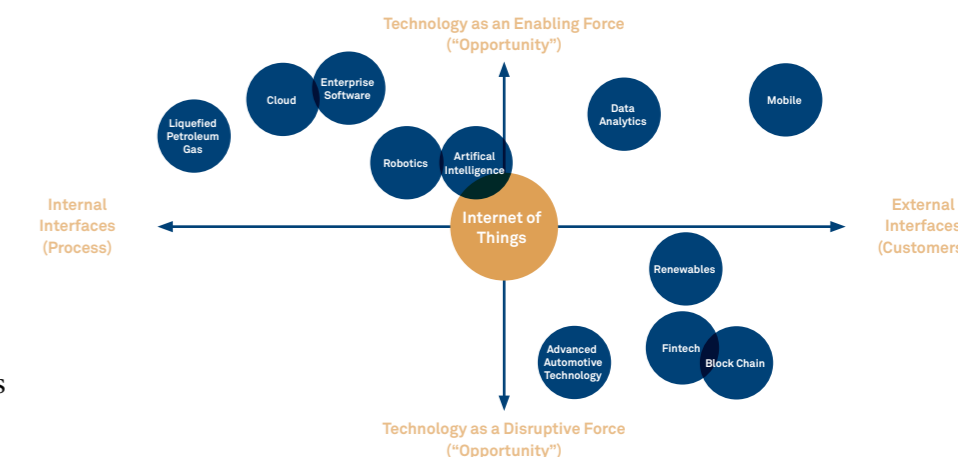 Technology as an Enabling Force
(“Opportunity”)
Enterprise
Software
Cloud
Mobile
Data
Analytics
Liquefied
Petroleum
Gas
Robotics
Artifical
Intelligence
Internal
Interfaces
(Process)
Internet of
Things
External
Interfaces
(Customers
Renewables
Fintech
Block Chain
Advanced
Automotive
Technology
s
Technology as a Disruptive Force
(“Opportunity”)